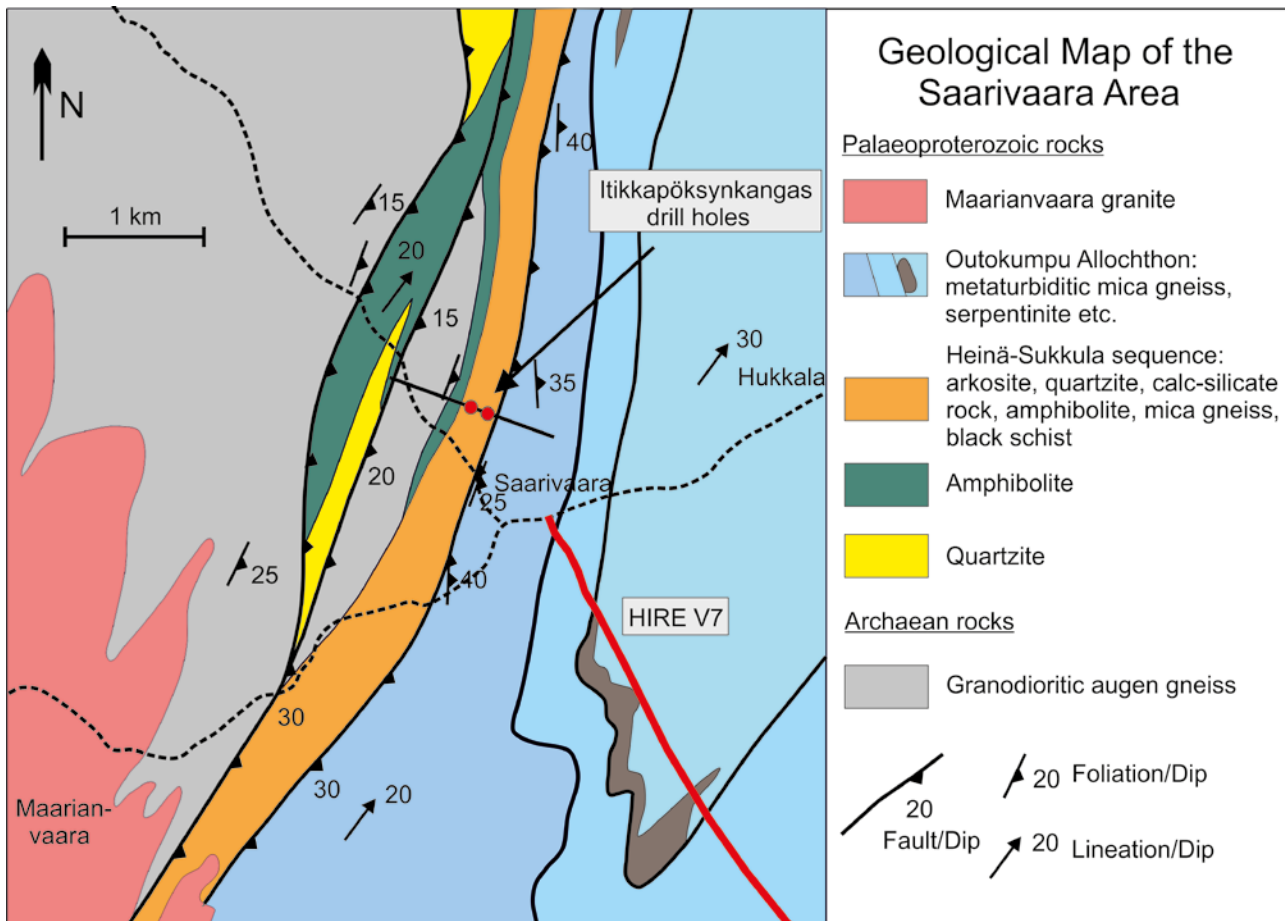 N
1 km
15
20
15
40
Itikkapöksynkangas
drill holes
35
30
Hukkala
20
Saarivaara
25
25
40
HIRE V7
30
30
20
Maarian-
vaara
Geological Map of the
Saarivaara Area
Palaeoproterozoic rocks
Maarianvaara granite
Outokumpu Allochthon:
metaturbiditic mica gneiss,
serpentinite etc.
Heinä-Sukkula sequence:
arkosite, quartzite, calc-silicate
rock, amphibolite, mica gneiss,
black schist
Amphibolite
Quartzite
Archaean rocks
Granodioritic augen gneiss
20
Fault/Dip
20 Foliation/Dip
20 Lineation/Dip